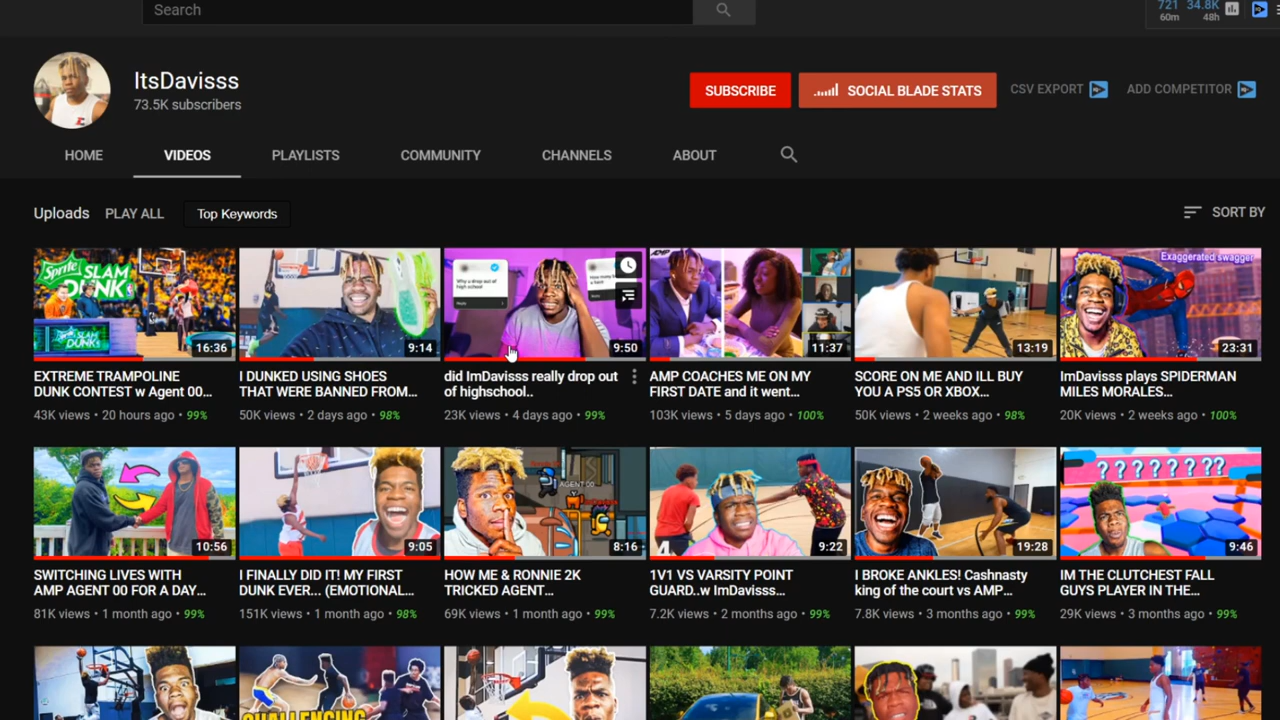 Search
721 34.8K
60m 48h
ItsDavisss
73.5K subscribers
SUBSCRIBE
SOCIAL BLADE STATS
CSV EXPORT
ADD COMPETITOR
HOME
VIDEOS
PLAYLISTS
COMMUNITY
CHANNELS
ABOUT
Uploads
PLAY ALL
Top Keywords
SORT BY
Sprite SLAM
DUNK
16:36
9:14
9:50
11:37
13:19
Exaggerated swagger
23:31
EXTREME TRAMPOLINE
DUNK CONTEST w Agent 00...
43K views • 20 hours ago • 99%
I DUNKED USING SHOES
THAT WERE BANNED FROM...
50K views • 2 days ago • 98%
did ImDavisss really drop out
of highschool..
23K views • 4 days ago • 99%
AMP COACHES ME ON MY
FIRST DATE and it went...
103K views • 5 days ago • 100%
SCORE ON ME AND ILL BUY
YOU A PS5 OR XBOX...
50K views • 2 weeks ago • 98%
ImDavisss plays SPIDERMAN
MILES MORALES...
20K views • 2 weeks ago • 100%
10:56
9:05
AGENT 00
8:16
9:22
19:28
???????
9:46
SWITCHING LIVES WITH
AMP AGENT 00 FOR A DAY...
81K views • 1 month ago • 99%
I FINALLY DID IT! MY FIRST
DUNK EVER... (EMOTIONAL...
151K views • 1 month ago • 98%
HOW ME & RONNIE 2K
TRICKED AGENT...
69K views • 1 month ago • 99%
1V1 VS VARSITY POINT
GUARD..w ImDavisss...
7.2K views • 2 months ago • 99%
I BROKE ANKLES! Cashnasty
king of the court vs AMP...
7.8K views • 3 months ago • 99%
IM THE CLUTCHEST FALL
GUYS PLAYER IN THE...
29K views • 3 months ago • 99%
CHALLENGING